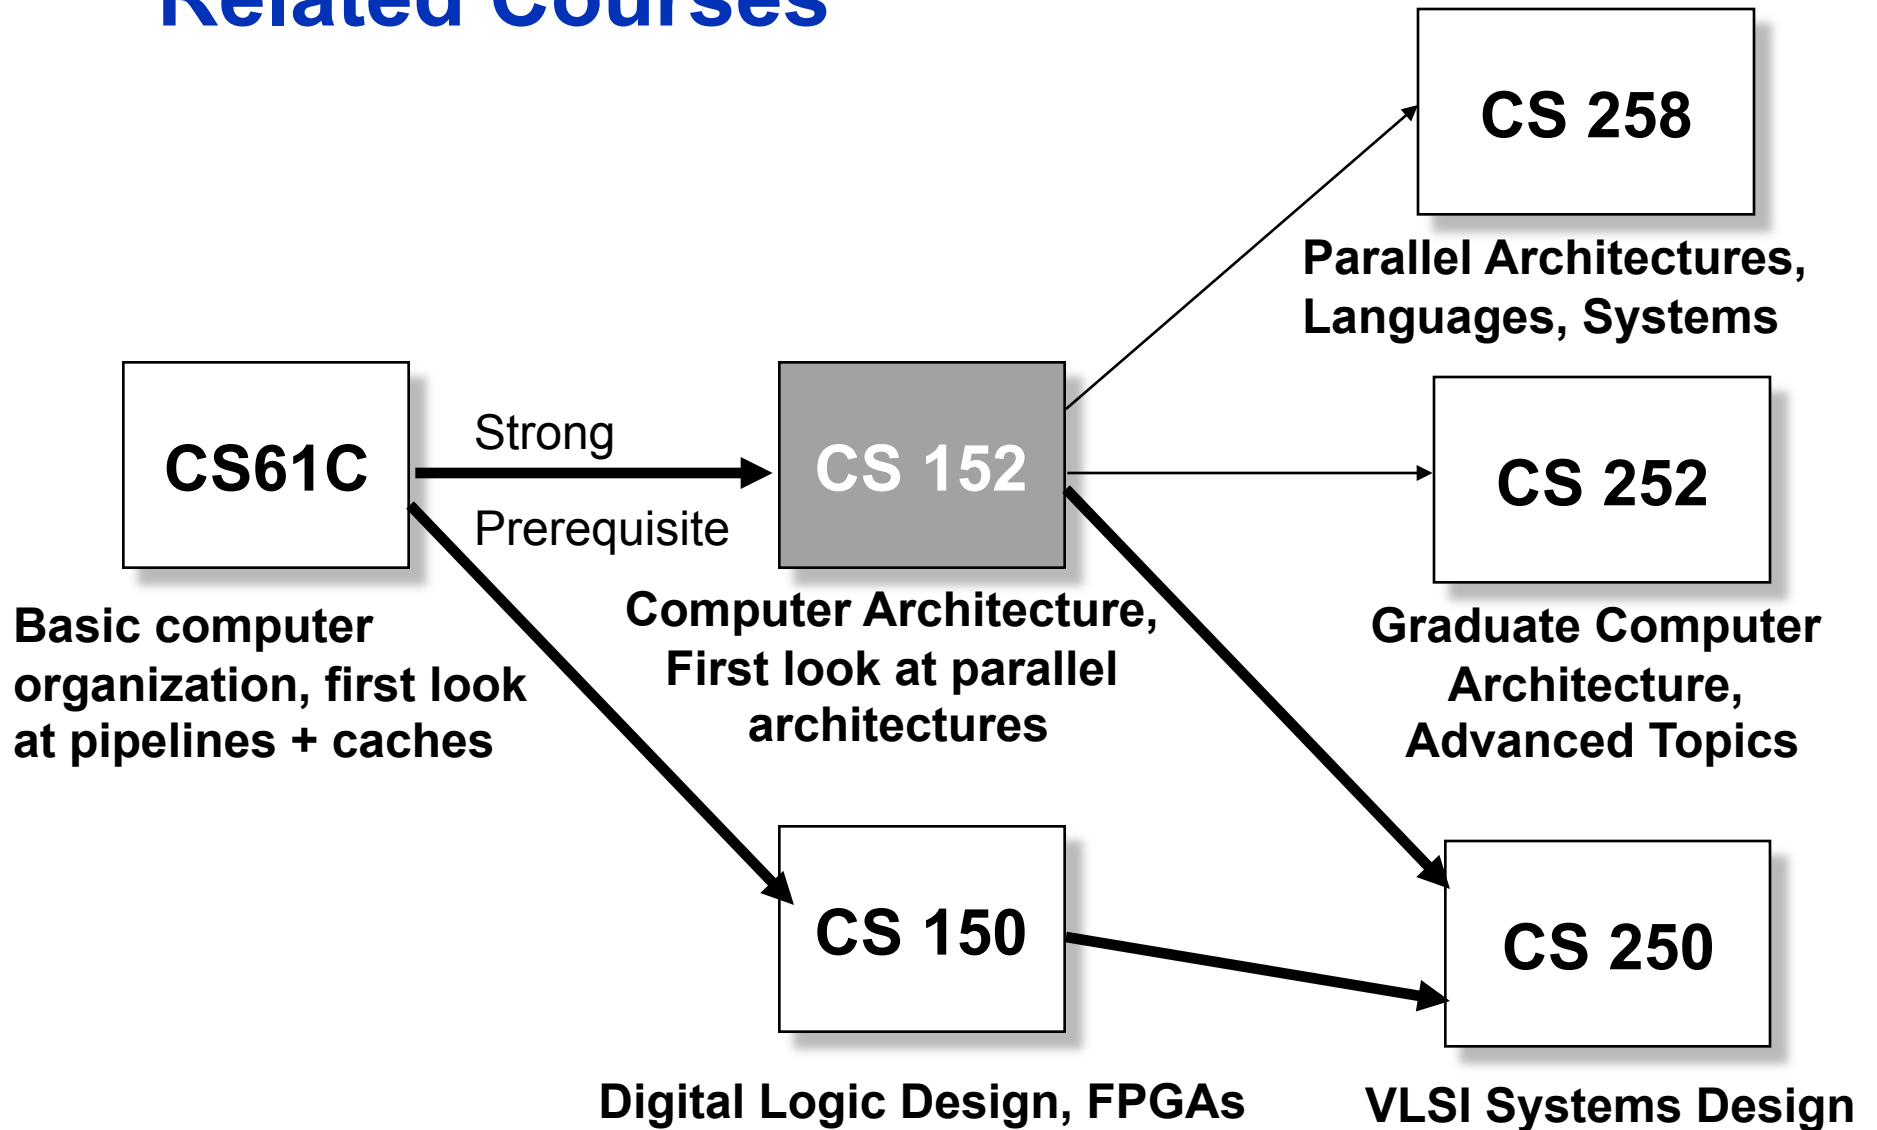 Related Courses
CS 258
Parallel Architectures,
Languages, Systems
CS61C
Strong
Prerequisite
CS 152
CS 252
Basic computer
organization, first look
at pipelines + caches
Computer Architecture,
First look at parallel
architectures
Graduate Computer
Architecture,
Advanced Topics
CS 150
CS 250
Digital Logic Design, FPGAs
VLSI Systems Design